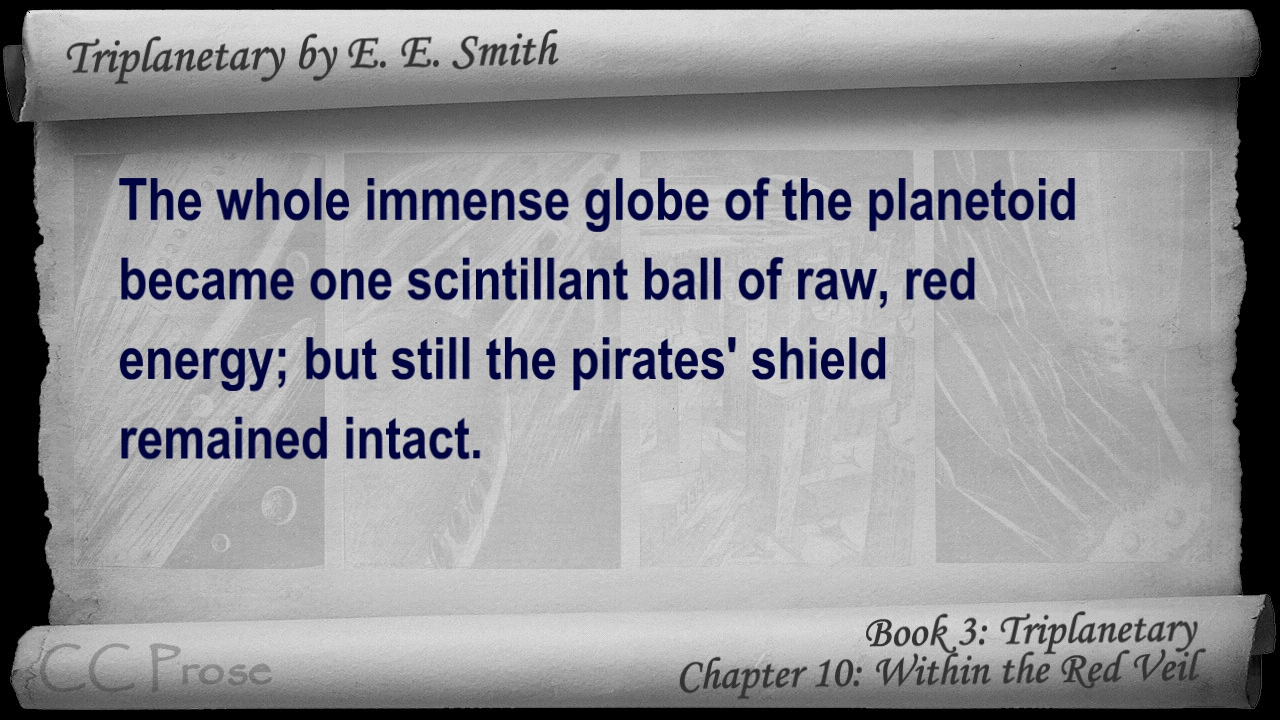 Triplanetary by E. E. Smith
The whole immense globe of the planetoid
became one scintillant ball of raw, red
energy; but still the pirates' shield
remained intact.
Book 3: Triplanetary
Chapter 10: Within the Red Veil
CC Prose